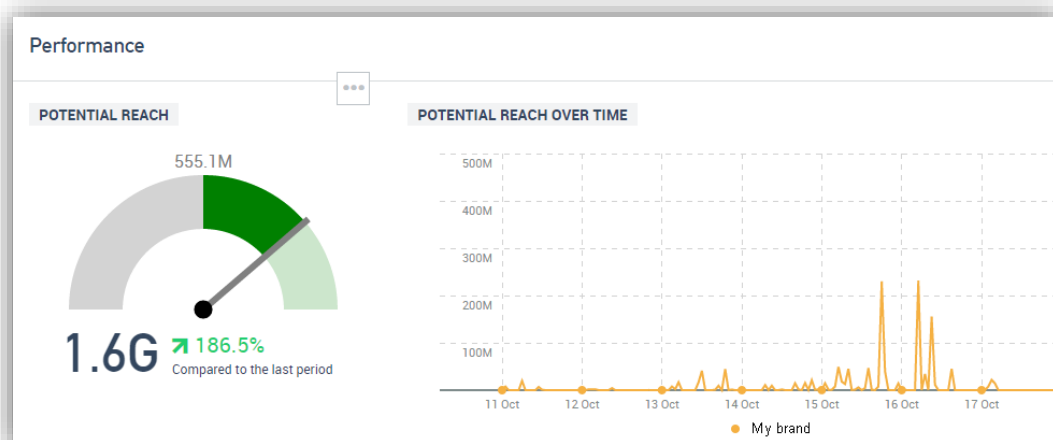 Performance
POTENTIAL REACH
POTENTIAL REACH OVER TIME
555.1M
1.6G
186.5%
Compared to the last period
500M
400M
300M
200M
100M
11 Oct 12 Oct 13 Oct 14 Oct 15 Oct 16 Oct 17 Oct
My brand